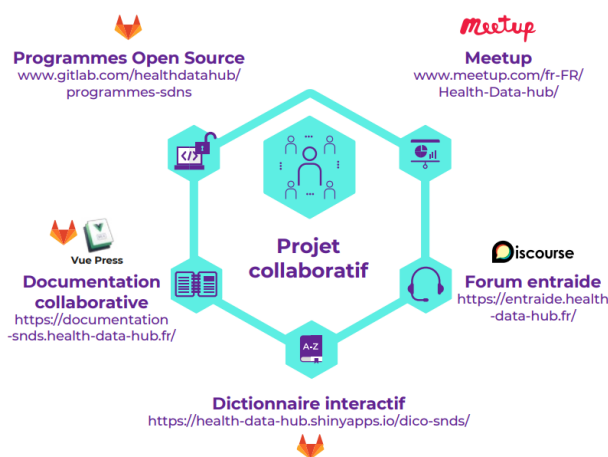 Programmes Open Source
www.gitlab.com/healthdatahub/
programmes-sdns
meetup
Meetup
www.meetup.com/fr-FR/
Health-Data-hub/
</>
Projet
collaboratif
Vue Press
Documentation
collaborative
https://documentation
-snds.health-data-hub.fr/
Discourse
Forum entraide
https://entraide.health
-data-hub.fr/
A-Z
Dictionnaire interactif
https://health-data-hub.shinyapps.io/dico-snds/